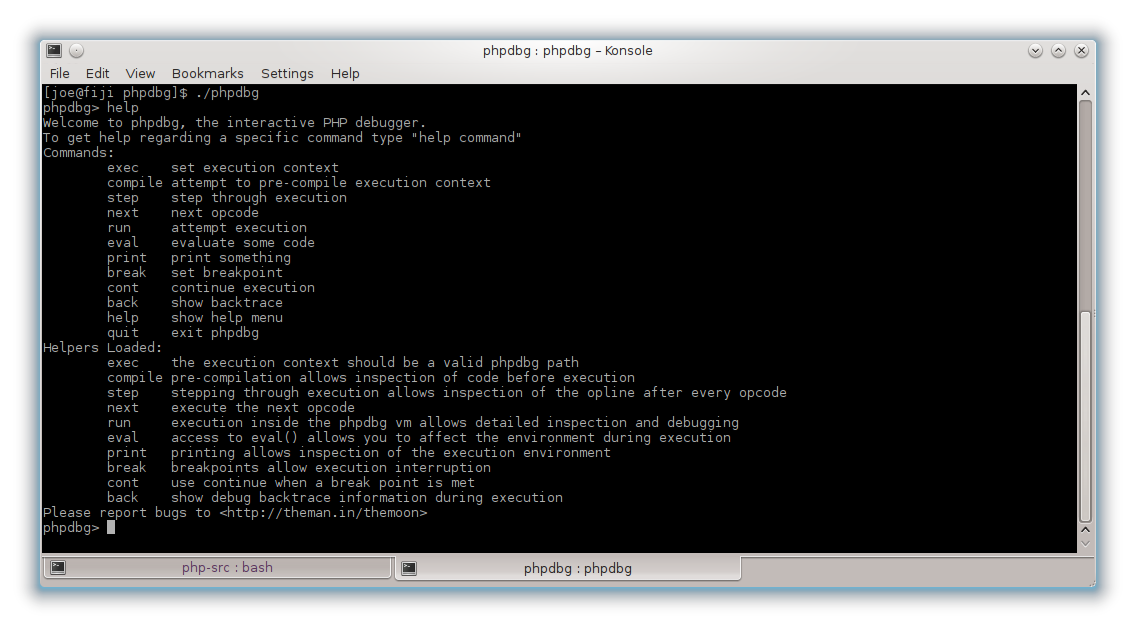 phpdbg : phpdbg – Konsole
File Edit View Bookmarks Settings Help
[joe@fiji phpdbg]$ ./phpdbg
phpdbg> help
Welcome to phpdbg, the interactive PHP debugger.
To get help regarding a specific command type "help command"
Commands:
exec set execution context
compile attempt to pre-compile execution context
step step through execution
next next opcode
run attempt execution
eval evaluate some code
print print something
break set breakpoint
cont continue execution
back show backtrace
help show help menu
quit exit phpdbg
Helpers Loaded:
exec the execution context should be a valid phpdbg path
compile pre-compilation allows inspection of code before execution
step stepping through execution allows inspection of the opline after every opcode
next execute the next opcode
run execution inside the phpdbg vm allows detailed inspection and debugging
eval access to eval() allows you to affect the environment during execution
print printing allows inspection of the execution environment
break breakpoints allow execution interruption
cont use continue when a break point is met
back show debug backtrace information during execution
Please report bugs to <http://theman.in/themoon>
phpdbg>
php-src : bash phpdbg : phpdbg